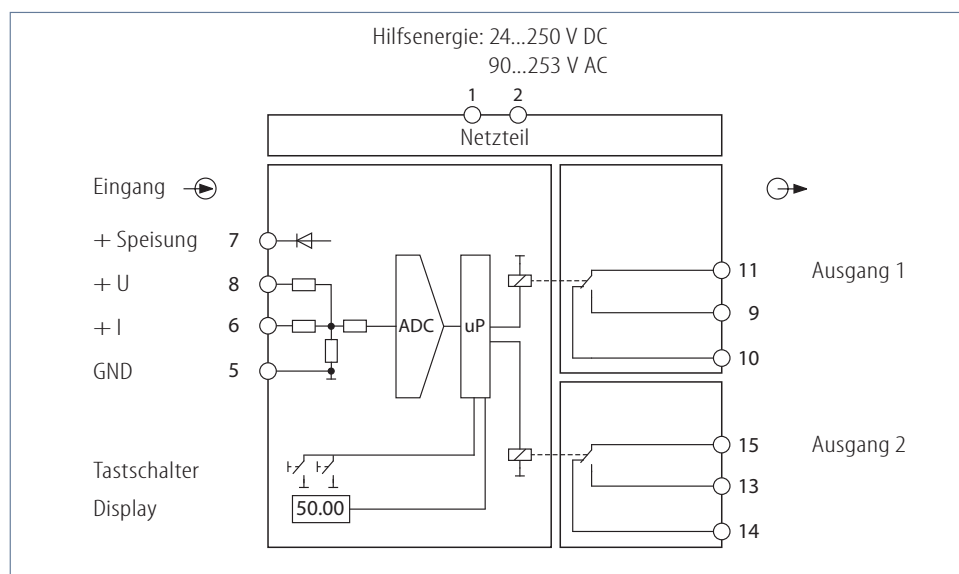 Hilfsenergie: 24...250 V DC
90...253 V AC
1 2
Netzteil
Eingang
+ Speisung 7
+ U 8
+ I 6
GND 5
ADC
uP
11 Ausgang 1
9
10
15 Ausgang 2
13
14
Tastschalter
Display 50.00